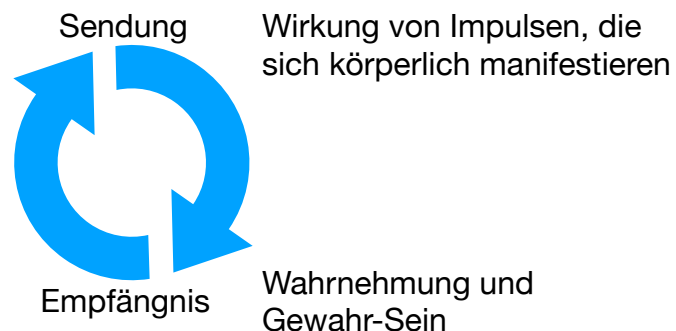 Sendung
Wirkung von Impulsen, die
sich körperlich manifestieren
Empfängnis
Wahrnehmung und
Gewahr-Sein